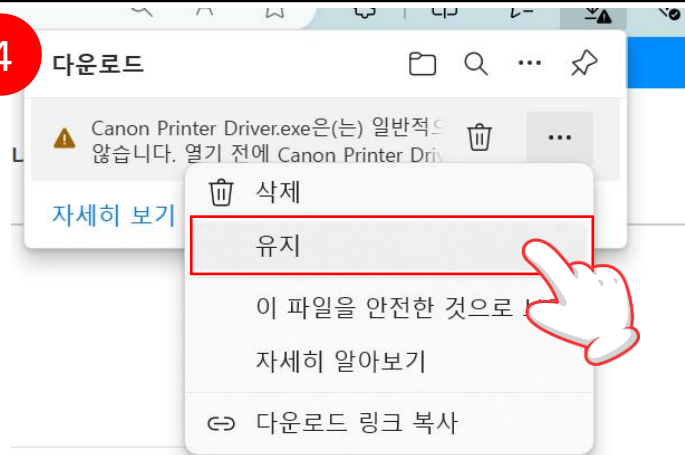 4
다운로드
Canon Printer Driver.exe은(는) 일반적으
않습니다. 열기 전에 Canon Printer Driv
자세히 보기
삭제
유지
이 파일을 안전한 것으로
자세히 알아보기
다운로드 링크 복사